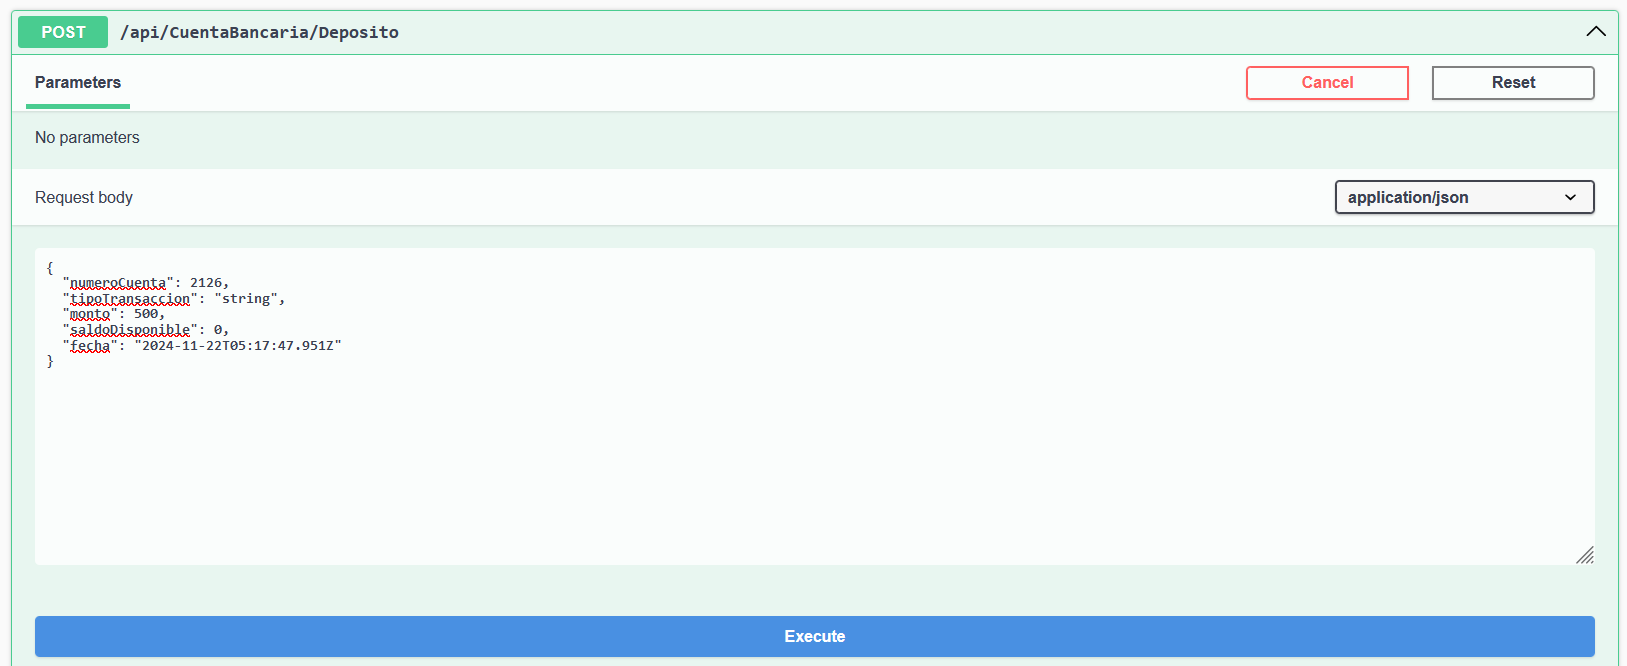 POST /api/CuentaBancaria/Deposito
Parameters Cancel Reset
No parameters
Request body application/json
{
  "numeroCuenta": 2126,
  "tipoTransaccion": "string",
  "monto": 500,
  "saldoDisponible": 0,
  "fecha": "2024-11-22T05:17:47.951Z"
}
Execute